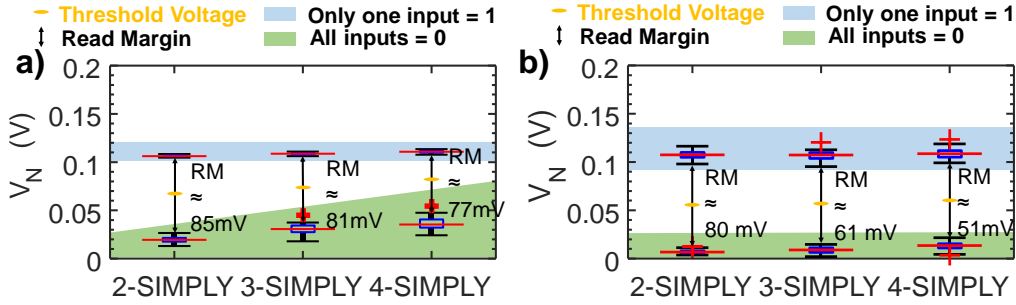 Threshold Voltage
Only one input = 1
Read Margin
All inputs = 0
a)
0.2
0.15
0.1
0.05
0
V_N (V)
RM
≈
85mV
RM
≈
81mV
RM
≈
77mV
2-SIMPLY 3-SIMPLY 4-SIMPLY
Threshold Voltage
Only one input = 1
Read Margin
All inputs = 0
b)
0.2
0.15
0.1
0.05
0
V_N (V)
RM
≈
80 mV
RM
≈
61 mV
RM
≈
51mV
2-SIMPLY 3-SIMPLY 4-SIMPLY